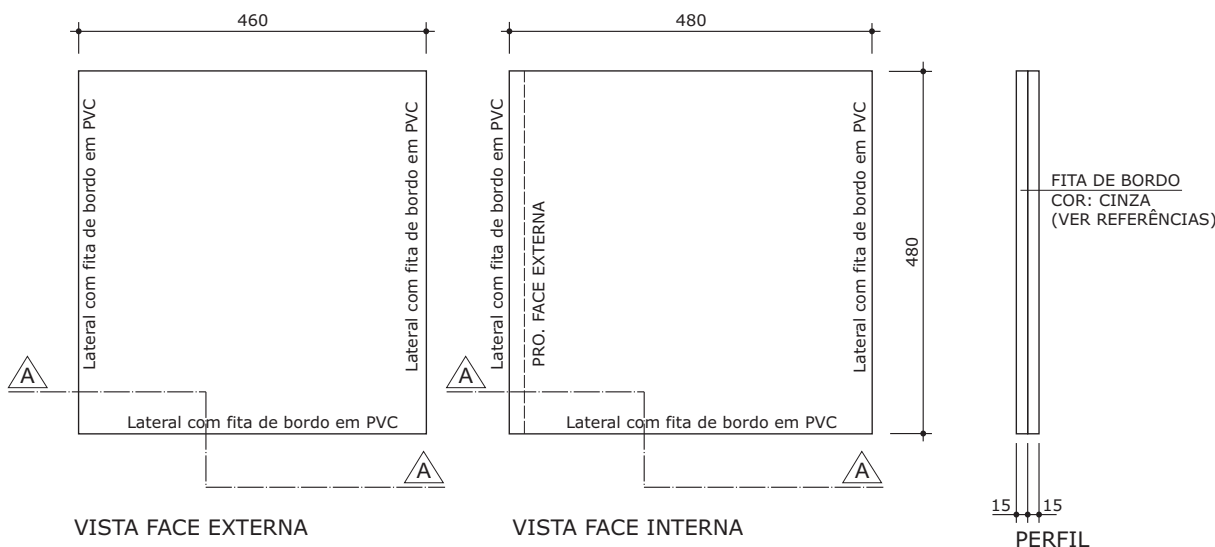 460
480
Lateral com fita de bordo em PVC
Lateral com fita de bordo em PVC
Lateral com fita de bordo em PVC
PRO. FACE EXTERNA
Lateral com fita de bordo em PVC
480
FITA DE BORDO
COR: CINZA
(VER REFERÊNCIAS)
A
A
Lateral com fita de bordo em PVC
Lateral com fita de bordo em PVC
A
A
15
15
VISTA FACE EXTERNA
VISTA FACE INTERNA
PERFIL